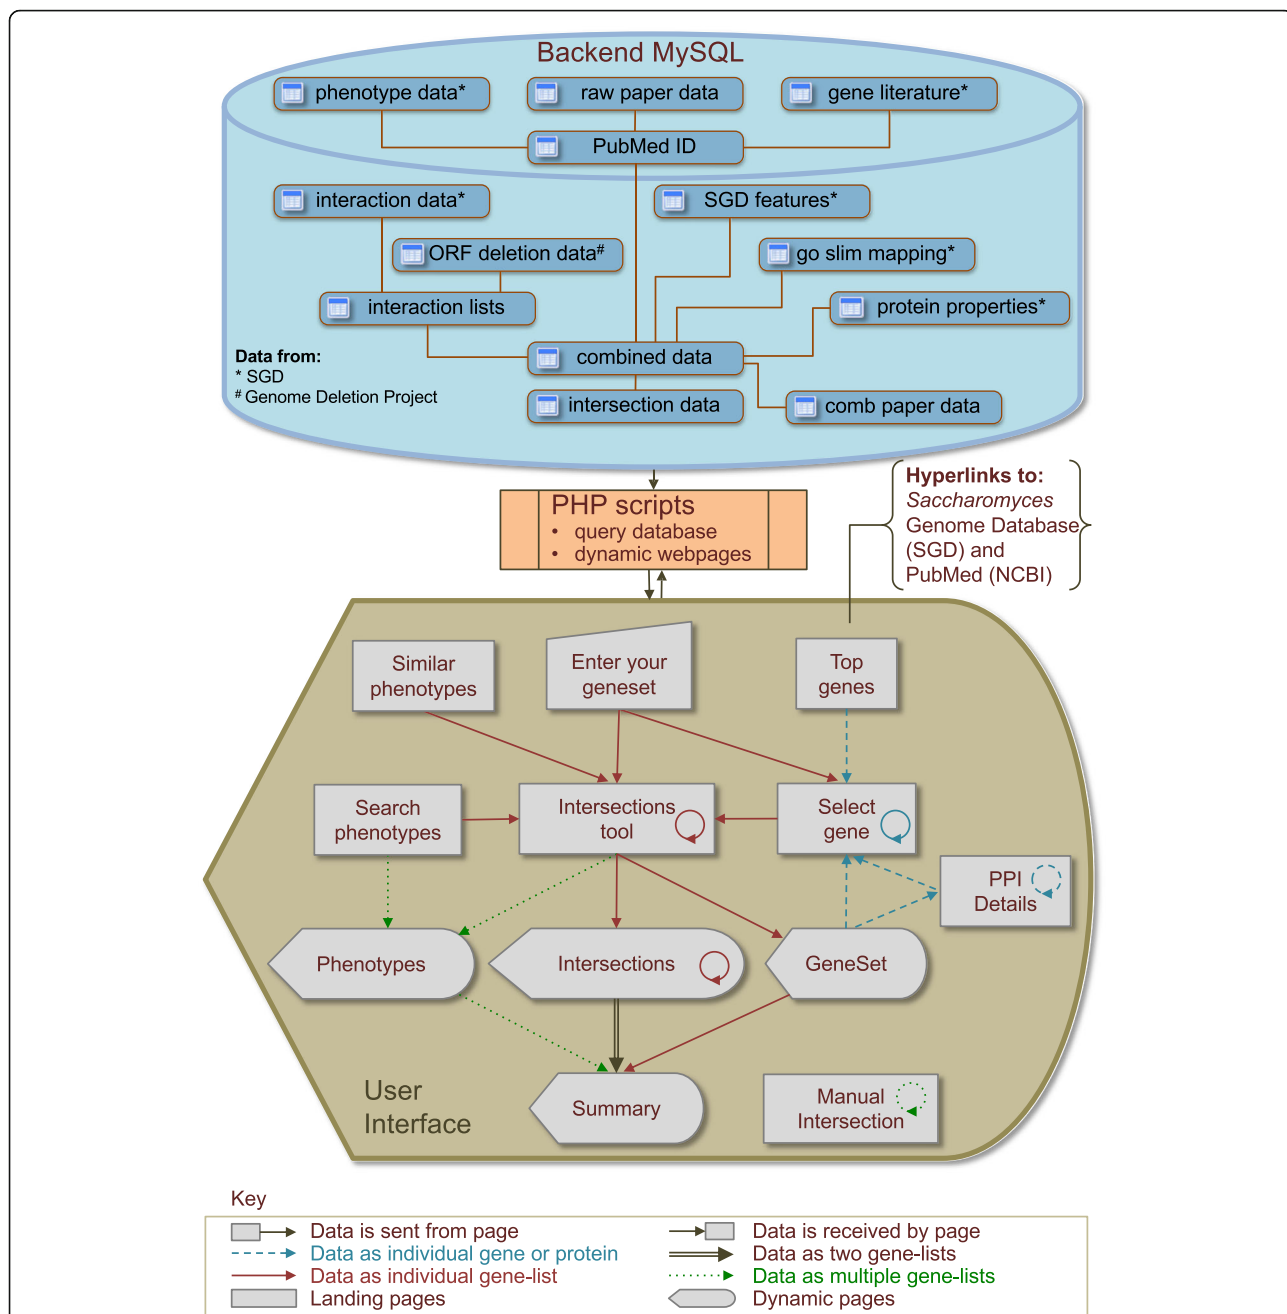 Backend MySQL
phenotype data*
raw paper data
gene literature*
PubMed ID
interaction data*
SGD features*
ORF deletion data#
go slim mapping*
interaction lists
protein properties*
combined data
Data from:
* SGD
# Genome Deletion Project
intersection data
comb paper data
PHP scripts
• query database
• dynamic webpages
Hyperlinks to:
Saccharomyces
Genome Database
(SGD) and
PubMed (NCBI)
Similar
phenotypes
Enter your
geneset
Top
genes
Search
phenotypes
Intersections
tool
Select
gene
PPI
Details
Phenotypes
Intersections
GeneSet
User
Interface
Summary
Manual
Intersection
Key
Data is sent from page
Data is received by page
Data as individual gene or protein
Data as two gene-lists
Data as individual gene-list
Data as multiple gene-lists
Landing pages
Dynamic pages